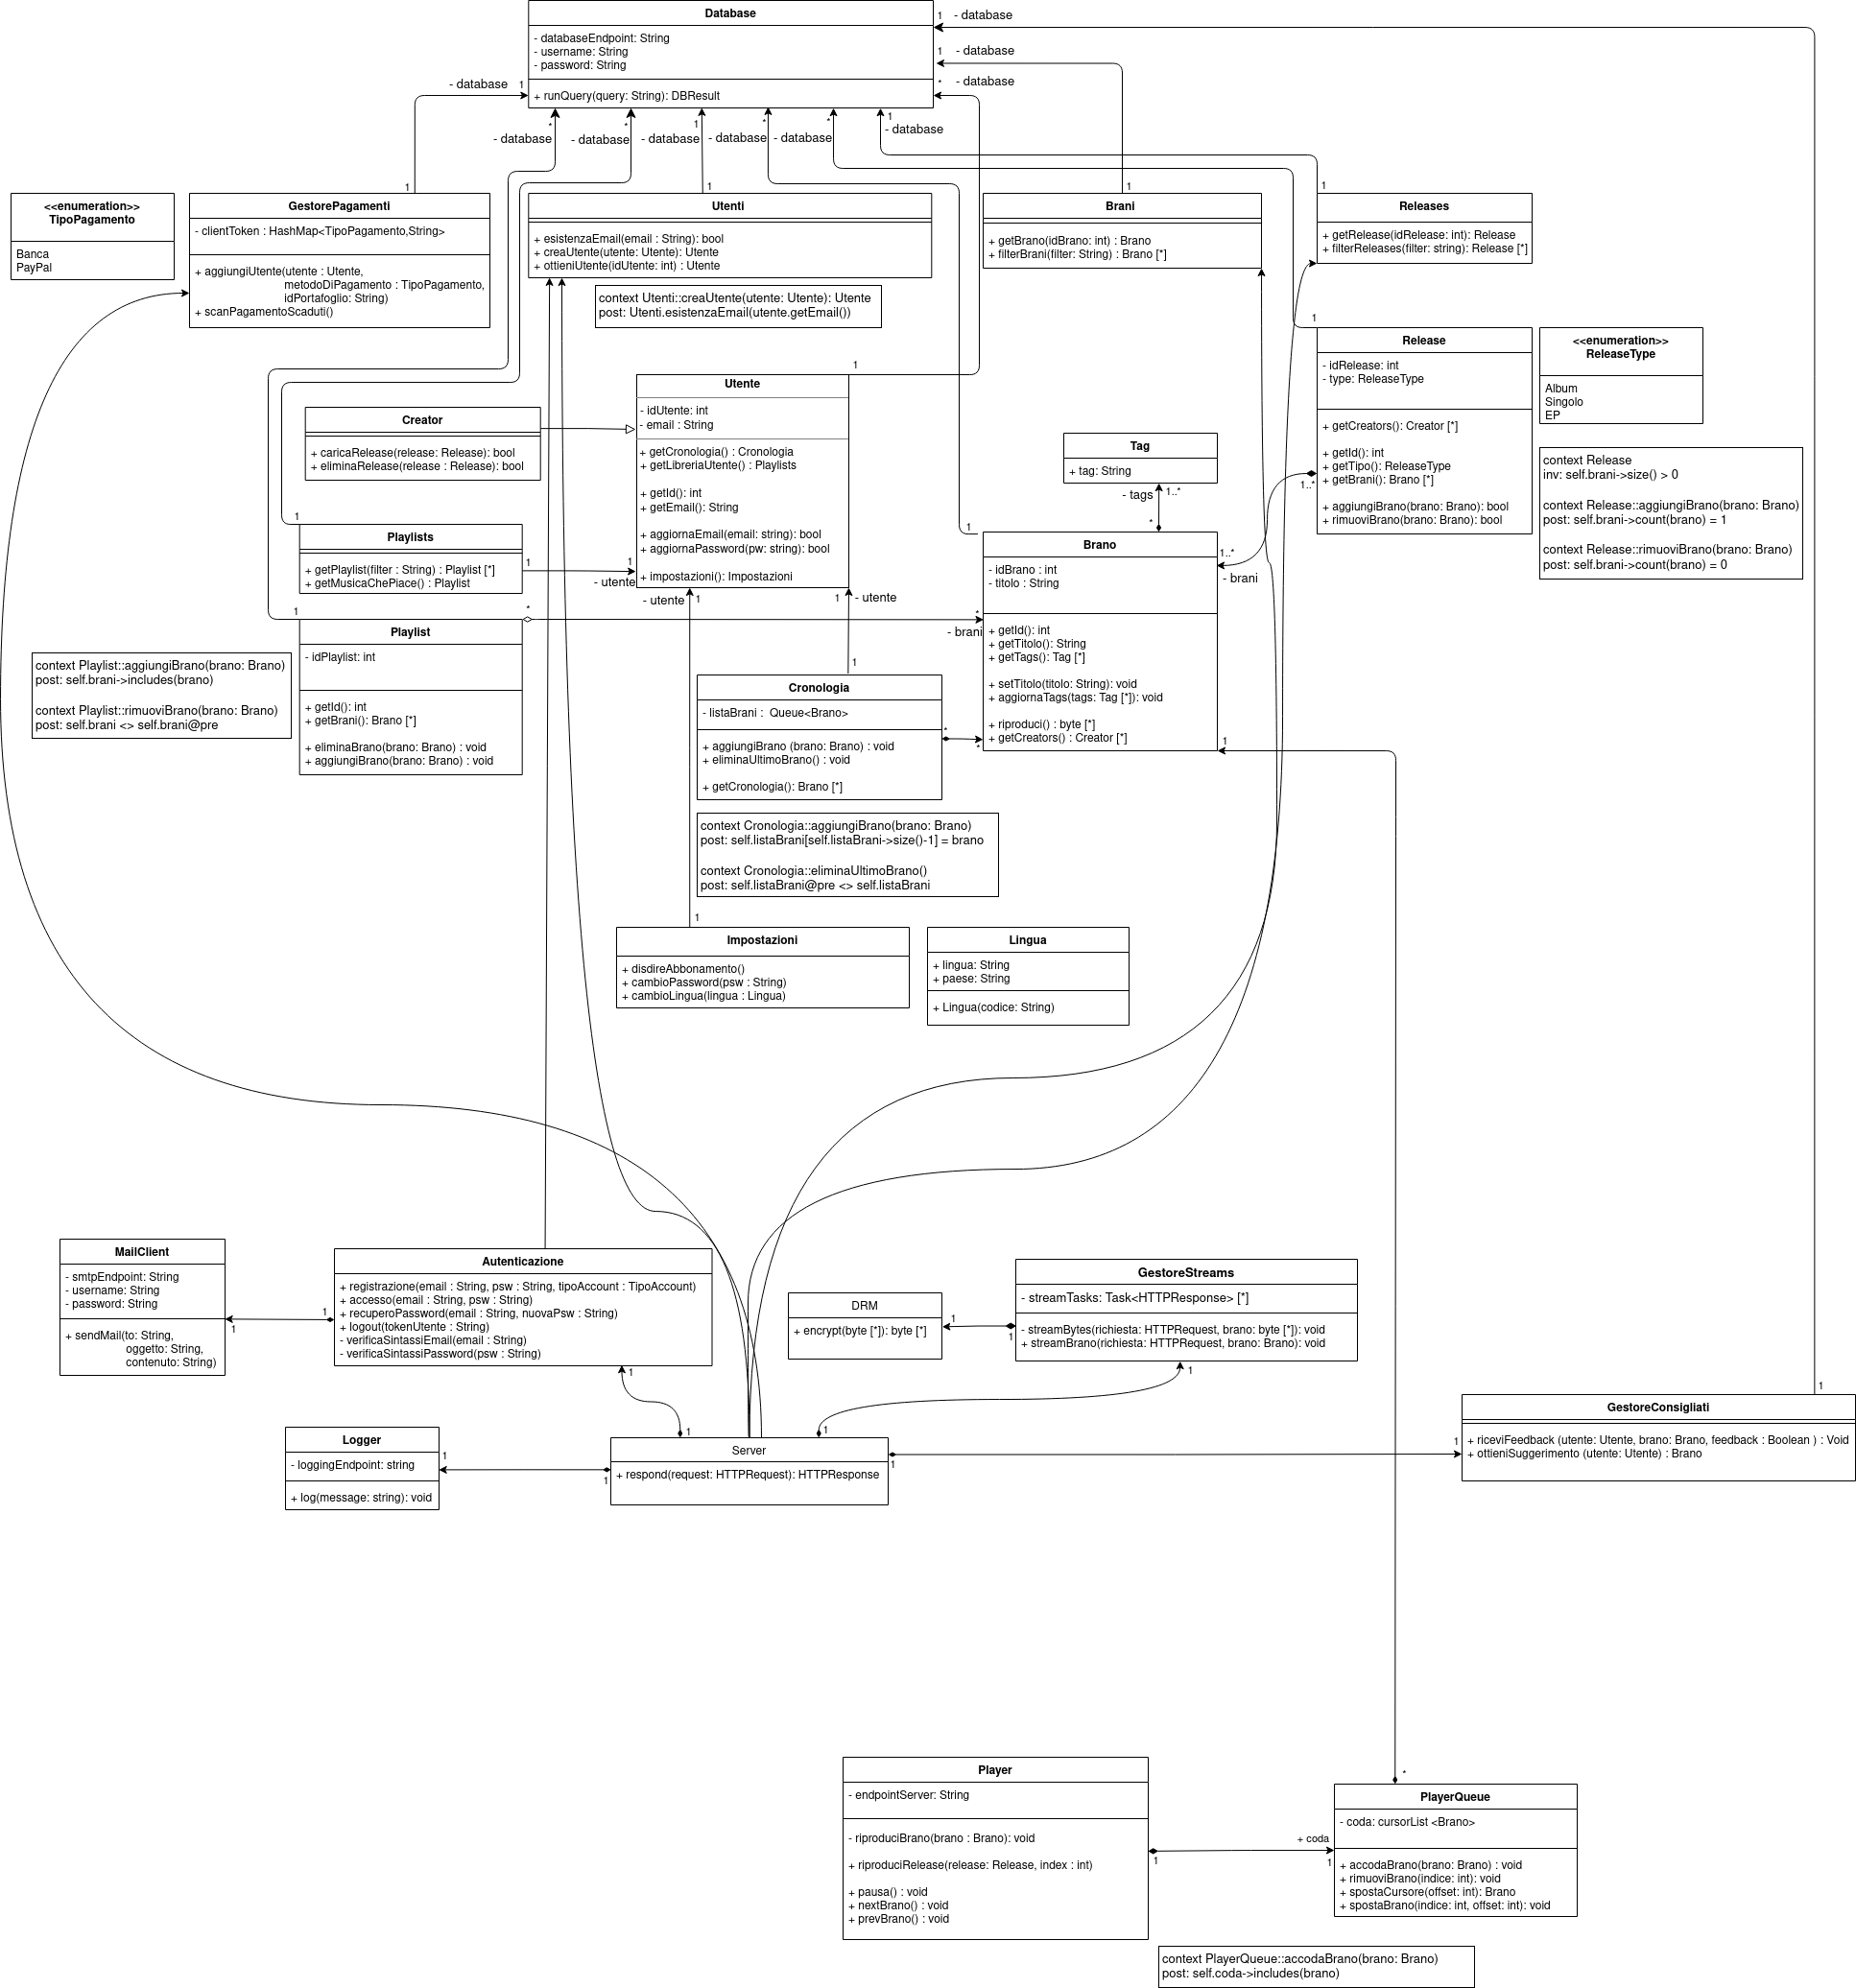 Database
- databaseEndpoint: String
- username: String
- password: String
+ runQuery(query: String): DBResult
1 - database
1 - database
* - database
- database 1
* - database
* - database
1 - database
* - database
* - database
1 - database
1
1
1
1
<<enumeration>>
TipoPagamento
Banca
PayPal
GestorePagamenti
- clientToken : HashMap<TipoPagamento,String>
+ aggiungiUtente(utente : Utente,
metodoDiPagamento : TipoPagamento,
idPortafoglio: String)
+ scanPagamentoScaduti()
Utenti
+ esistenzaEmail(email : String): bool
+ creaUtente(utente: Utente): Utente
+ ottieniUtente(idUtente: int) : Utente
context Utenti::creaUtente(utente: Utente): Utente
post: Utenti.esistenzaEmail(utente.getEmail())
Brani
+ getBrano(idBrano: int) : Brano
+ filterBrani(filter: String) : Brano [*]
Releases
+ getRelease(idRelease: int): Release
+ filterReleases(filter: string): Release [*]
1
Release
- idRelease: int
- type: ReleaseType
+ getCreators(): Creator [*]
+ getId(): int
+ getTipo(): ReleaseType
+ getBrani(): Brano [*]
+ aggiungiBrano(brano: Brano): bool
+ rimuoviBrano(brano: Brano): bool
1..*
<<enumeration>>
ReleaseType
Album
Singolo
EP
context Release
inv: self.brani->size() > 0
context Release::aggiungiBrano(brano: Brano)
post: self.brani->count(brano) = 1
context Release::rimuoviBrano(brano: Brano)
post: self.brani->count(brano) = 0
1
Utente
- idUtente: int
- email : String
+ getCronologia() : Cronologia
+ getLibreriaUtente() : Playlists
+ getId(): int
+ getEmail(): String
+ aggiornaEmail(email: string): bool
+ aggiornaPassword(pw: string): bool
+ impostazioni(): Impostazioni
Creator
+ caricaRelease(release: Release): bool
+ eliminaRelease(release : Release): bool
Tag
+ tag: String
- tags 1..*
*
1
1
Playlists
+ getPlaylist(filter : String) : Playlist [*]
+ getMusicaChePiace() : Playlist
1
1
- utente
- utente 1
1 - utente
Brano
- idBrano : int
- titolo : String
+ getId(): int
+ getTitolo(): String
+ getTags(): Tag [*]
+ setTitolo(titolo: String): void
+ aggiornaTags(tags: Tag [*]): void
+ riproduci() : byte [*]
+ getCreators() : Creator [*]
1..*
- brani
1
*
*
- brani
Playlist
- idPlaylist: int
+ getId(): int
+ getBrani(): Brano [*]
+ eliminaBrano(brano: Brano) : void
+ aggiungiBrano(brano: Brano) : void
context Playlist::aggiungiBrano(brano: Brano)
post: self.brani->includes(brano)
context Playlist::rimuoviBrano(brano: Brano)
post: self.brani <> self.brani@pre
1
Cronologia
- listaBrani : Queue<Brano>
+ aggiungiBrano (brano: Brano) : void
+ eliminaUltimoBrano() : void
+ getCronologia(): Brano [*]
*
*
1
context Cronologia::aggiungiBrano(brano: Brano)
post: self.listaBrani[self.listaBrani->size()-1] = brano
context Cronologia::eliminaUltimoBrano()
post: self.listaBrani@pre <> self.listaBrani
1
Impostazioni
+ disdireAbbonamento()
+ cambioPassword(psw : String)
+ cambioLingua(lingua : Lingua)
Lingua
+ lingua: String
+ paese: String
+ Lingua(codice: String)
MailClient
- smtpEndpoint: String
- username: String
- password: String
+ sendMail(to: String,
oggetto: String,
contenuto: String)
1
1
Autenticazione
+ registrazione(email : String, psw : String, tipoAccount : TipoAccount)
+ accesso(email : String, psw : String)
+ recuperoPassword(email : String, nuovaPsw : String)
+ logout(tokenUtente : String)
- verificaSintassiEmail(email : String)
- verificaSintassiPassword(psw : String)
1
DRM
+ encrypt(byte [*]): byte [*]
1
1
GestoreStreams
- streamTasks: Task<HTTPResponse> [*]
- streamBytes(richiesta: HTTPRequest, brano: byte [*]): void
+ streamBrano(richiesta: HTTPRequest, brano: Brano): void
1
1
GestoreConsigliati
+ riceviFeedback (utente: Utente, brano: Brano, feedback : Boolean ) : Void
+ ottieniSuggerimento (utente: Utente) : Brano
Logger
- loggingEndpoint: string
+ log(message: string): void
1
1
1
1
Server
+ respond(request: HTTPRequest): HTTPResponse
1
1
Player
- endpointServer: String
- riproduciBrano(brano : Brano): void
+ riproduciRelease(release: Release, index : int)
+ pausa() : void
+ nextBrano() : void
+ prevBrano() : void
1
+ coda
1
*
PlayerQueue
- coda: cursorList <Brano>
+ accodaBrano(brano: Brano) : void
+ rimuoviBrano(indice: int): void
+ spostaCursore(offset: int): Brano
+ spostaBrano(indice: int, offset: int): void
context PlayerQueue::accodaBrano(brano: Brano)
post: self.coda->includes(brano)